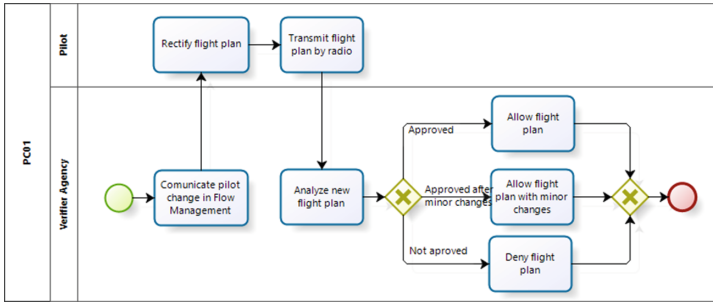 PC01
Pilot
Rectify flight plan
Transmit flight
plan by radio
Verifier Agency
Comunicate pilot
change in Flow
Management
Analyze new
flight plan
Approved
Allow flight
plan
Approved after
minor changes
Allow flight
plan with minor
changes
Not aproved
Deny flight
plan